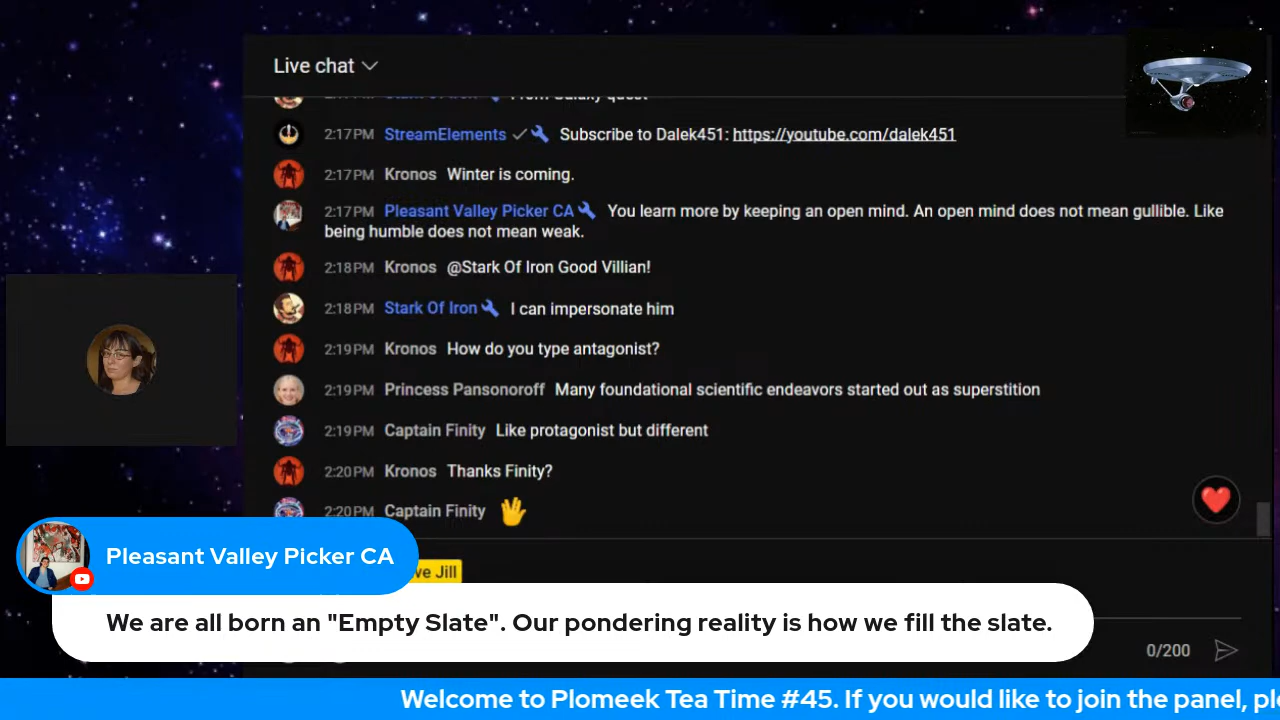 Live chat
2:17PM StreamElements Subscribe to Dalek451: https://youtube.com/dalek451
2:17PM Kronos Winter is coming.
2:17PM Pleasant Valley Picker CA You learn more by keeping an open mind. An open mind does not mean gullible. Like
being humble does not mean weak.
2:18PM Kronos @Stark Of Iron Good Villian!
2:18PM Stark Of Iron I can impersonate him
2:19PM Kronos How do you type antagonist?
2:19PM Princess Pansonoroff Many foundational scientific endeavors started out as superstition
2:19PM Captain Finity Like protagonist but different
2:20PM Kronos Thanks Finity?
2:20PM Captain Finity 🖖
Pleasant Valley Picker CA
Jill
We are all born an "Empty Slate". Our pondering reality is how we fill the slate.
0/200
Welcome to Plomeek Tea Time #45. If you would like to join the panel,